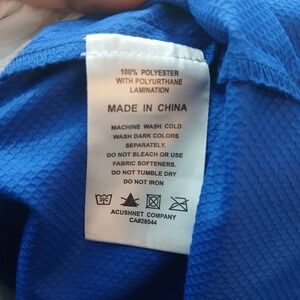 100% POLYESTER
WITH POLYURETHANE
LAMINATION
MADE IN CHINA
MACHINE WASH COLD
WASH DARK COLORS
SEPARATELY.
DO NOT BLEACH OR USE
FABRIC SOFTENERS.
DO NOT TUMBLE DRY
DO NOT IRON
ACUSHNET COMPANY
CA#28544